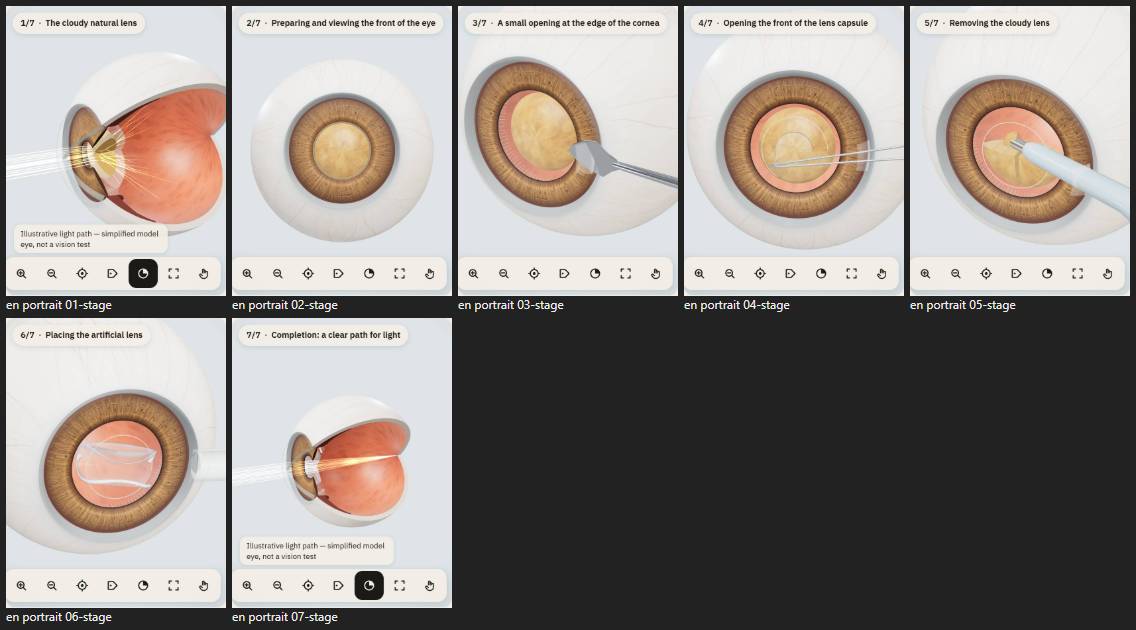 1/7 · The cloudy natural lens
2/7 · Preparing and viewing the front of the eye
3/7 · A small opening at the edge of the cornea
4/7 · Opening the front of the lens capsule
5/7 · Removing the cloudy lens
Illustrative light path — simplified model
eye, not a vision test
en portrait 01-stage
en portrait 02-stage
en portrait 03-stage
en portrait 04-stage
en portrait 05-stage
6/7 · Placing the artificial lens
7/7 · Completion: a clear path for light
Illustrative light path — simplified model
eye, not a vision test
en portrait 06-stage
en portrait 07-stage